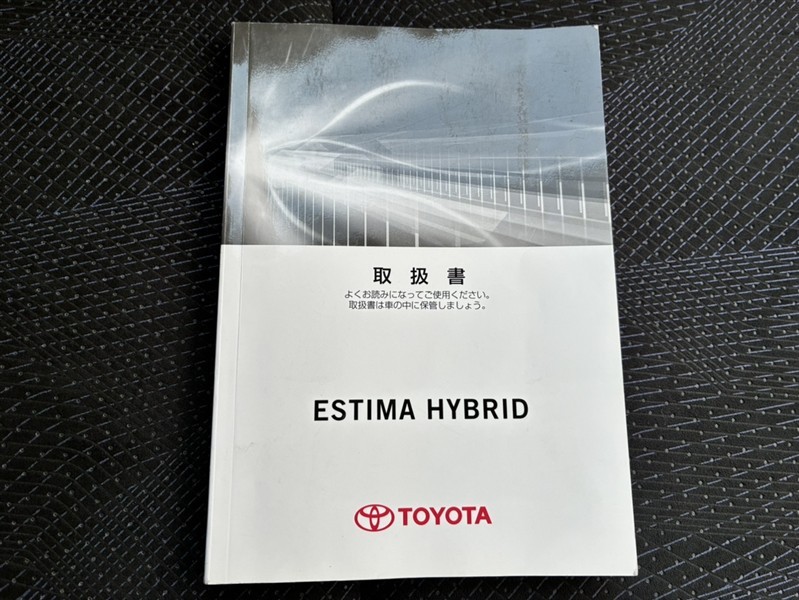 取扱書
よくお読みになってご使用ください。
取扱書は車の中に保管しましょう。
ESTIMA HYBRID
TOYOTA